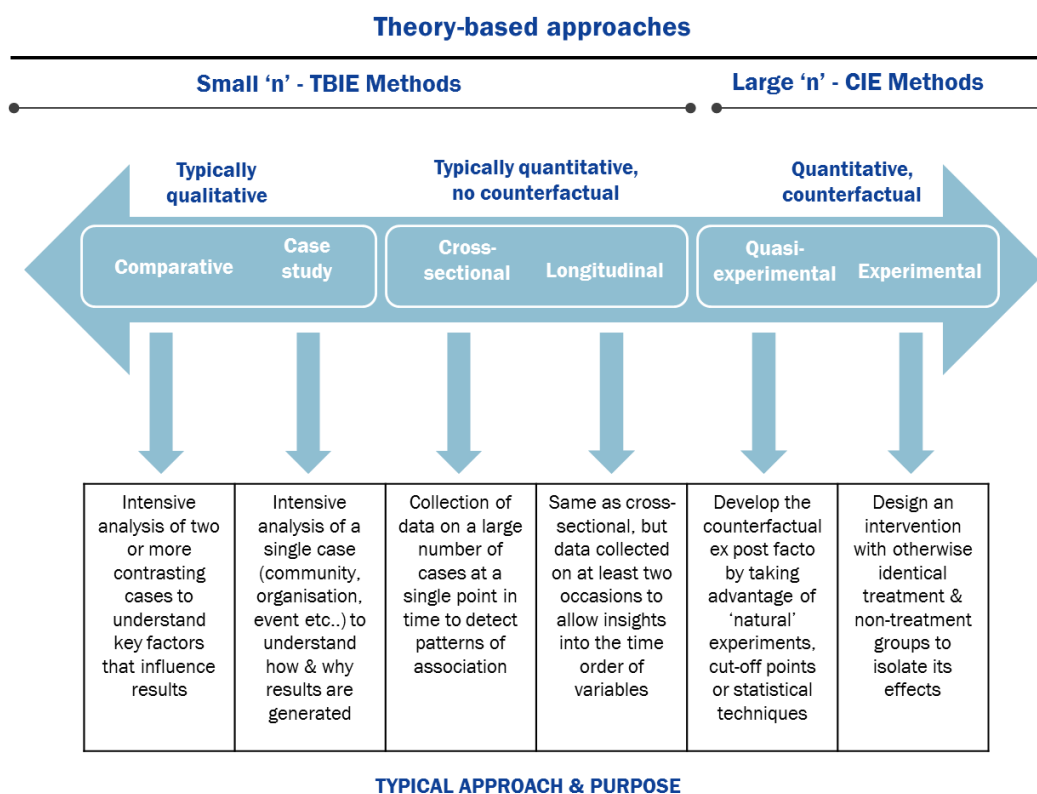 Theory-based approaches
Small ‘n’ - TBIE Methods
Large ‘n’ - CIE Methods
Typically
qualitative
Typically quantitative,
no counterfactual
Quantitative,
counterfactual
Comparative
Case
study
Cross-
sectional
Longitudinal
Quasi-
experimental
Experimental
Intensive
analysis of two
or more
contrasting
cases to
understand
key factors
that influence
results
Intensive
analysis of a
single case
(community,
organisation,
event etc..) to
understand
how & why
results are
generated
Collection of
data on a large
number of
cases at a
single point in
time to detect
patterns of
association
Same as cross-
sectional, but
data collected
on at least two
occasions to
allow insights
into the time
order of
variables
Develop the
counterfactual
ex post facto
by taking
advantage of
‘natural’
experiments,
cut-off points
or statistical
techniques
Design an
intervention
with otherwise
identical
treatment &
non-treatment
groups to
isolate its
effects
TYPICAL APPROACH & PURPOSE